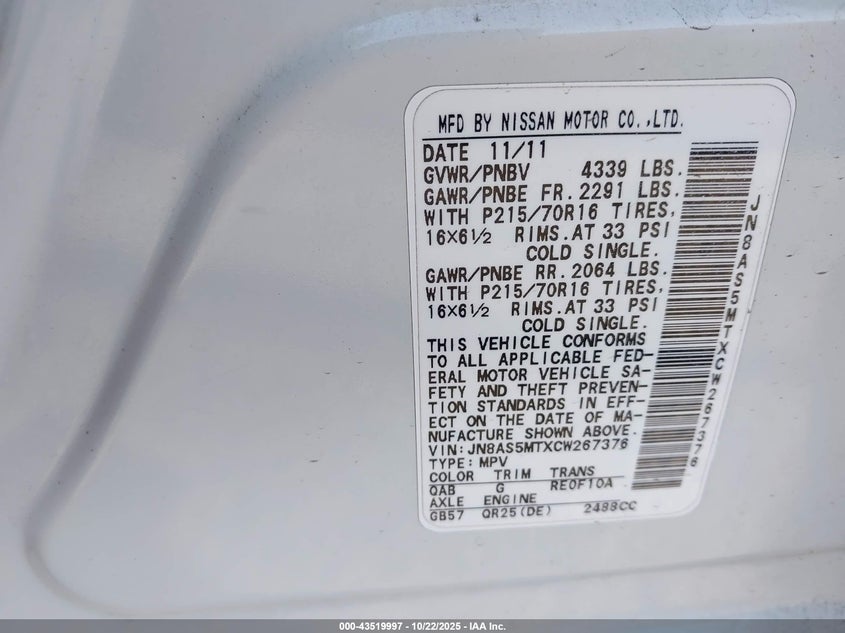 MFD BY NISSAN MOTOR CO.,LTD.
DATE 11/11
GVWR/PNBV 4339 LBS.
GAWR/PNBE FR. 2291 LBS.
WITH P215/70R16 TIRES,
16X6½ RIMS. AT 33 PSI
COLD SINGLE.
GAWR/PNBE RR. 2064 LBS.
WITH P215/70R16 TIRES,
16X6½ RIMS. AT 33 PSI
COLD SINGLE.
THIS VEHICLE CONFORMS
TO ALL APPLICABLE FED-
ERAL MOTOR VEHICLE SA-
FETY AND THEFT PREVEN-
TION STANDARDS IN EFF-
ECT ON THE DATE OF MA-
NUFACTURE SHOWN ABOVE.
VIN: JN8AS5MTXCW267376
TYPE: MPV
COLOR TRIM TRANS
QAB G RE0F10A
AXLE ENGINE
GB57 QR25(DE) 2488CC
JN8AS5MTXCW267376
000-43519997 - 10/22/2025 - IAA Inc.